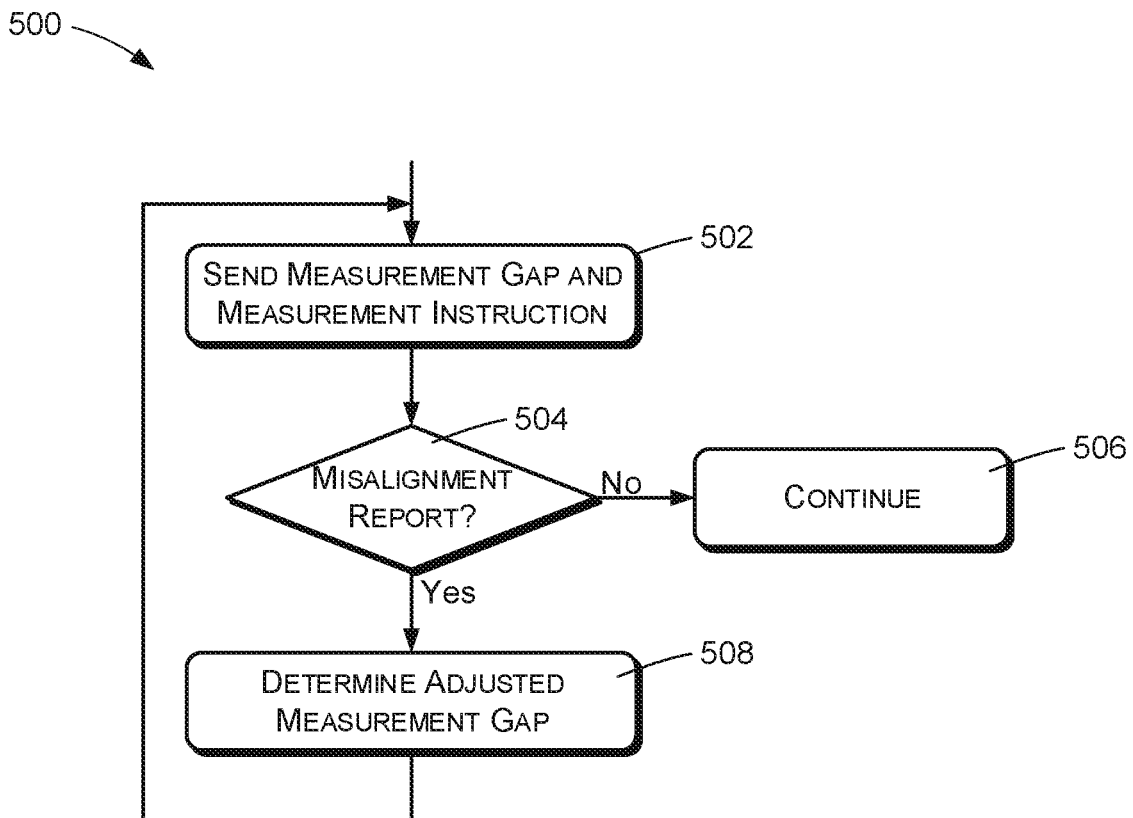 500
502
SEND MEASUREMENT GAP AND
MEASUREMENT INSTRUCTION
504
MISALIGNMENT
REPORT?
No
506
CONTINUE
Yes
508
DETERMINE ADJUSTED
MEASUREMENT GAP